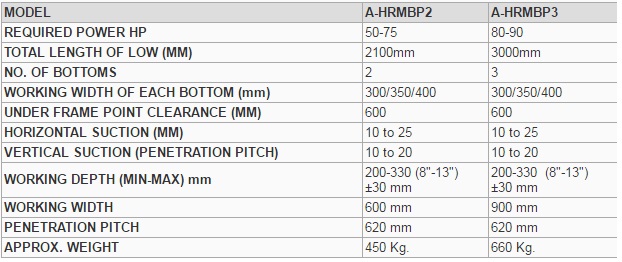 MODEL A-HRMBP2 A-HRMBP3
REQUIRED POWER HP 50-75 80-90
TOTAL LENGTH OF LOW (MM) 2100mm 3000mm
NO. OF BOTTOMS 2 3
WORKING WIDTH OF EACH BOTTOM (mm) 300/350/400 300/350/400
UNDER FRAME POINT CLEARANCE (MM) 600 600
HORIZONTAL SUCTION (MM) 10 to 25 10 to 25
VERTICAL SUCTION (PENETRATION PITCH) 10 to 20 10 to 20
WORKING DEPTH (MIN-MAX) mm 200-330 (8"-13") 200-330 (8"-13")
±30 mm ±30 mm
WORKING WIDTH 600 mm 900 mm
PENETRATION PITCH 620 mm 620 mm
APPROX. WEIGHT 450 Kg. 660 Kg.